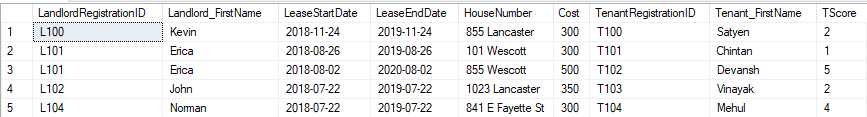 LandlordRegistrationID Landlord_FirstName LeaseStartDate LeaseEndDate HouseNumber Cost TenantRegistrationID Tenant_FirstName TScore
1 L100 Kevin 2018-11-24 2019-11-24 855 Lancaster 300 T100 Satyen 2
2 L101 Erica 2018-08-26 2019-08-26 101 Wescott 300 T101 Chintan 1
3 L101 Erica 2018-08-02 2020-08-02 855 Wescott 500 T102 Devansh 5
4 L102 John 2018-07-22 2019-07-22 1023 Lancaster 350 T103 Vinayak 2
5 L104 Norman 2018-07-22 2019-07-22 841 E Fayette St 300 T104 Mehul 4